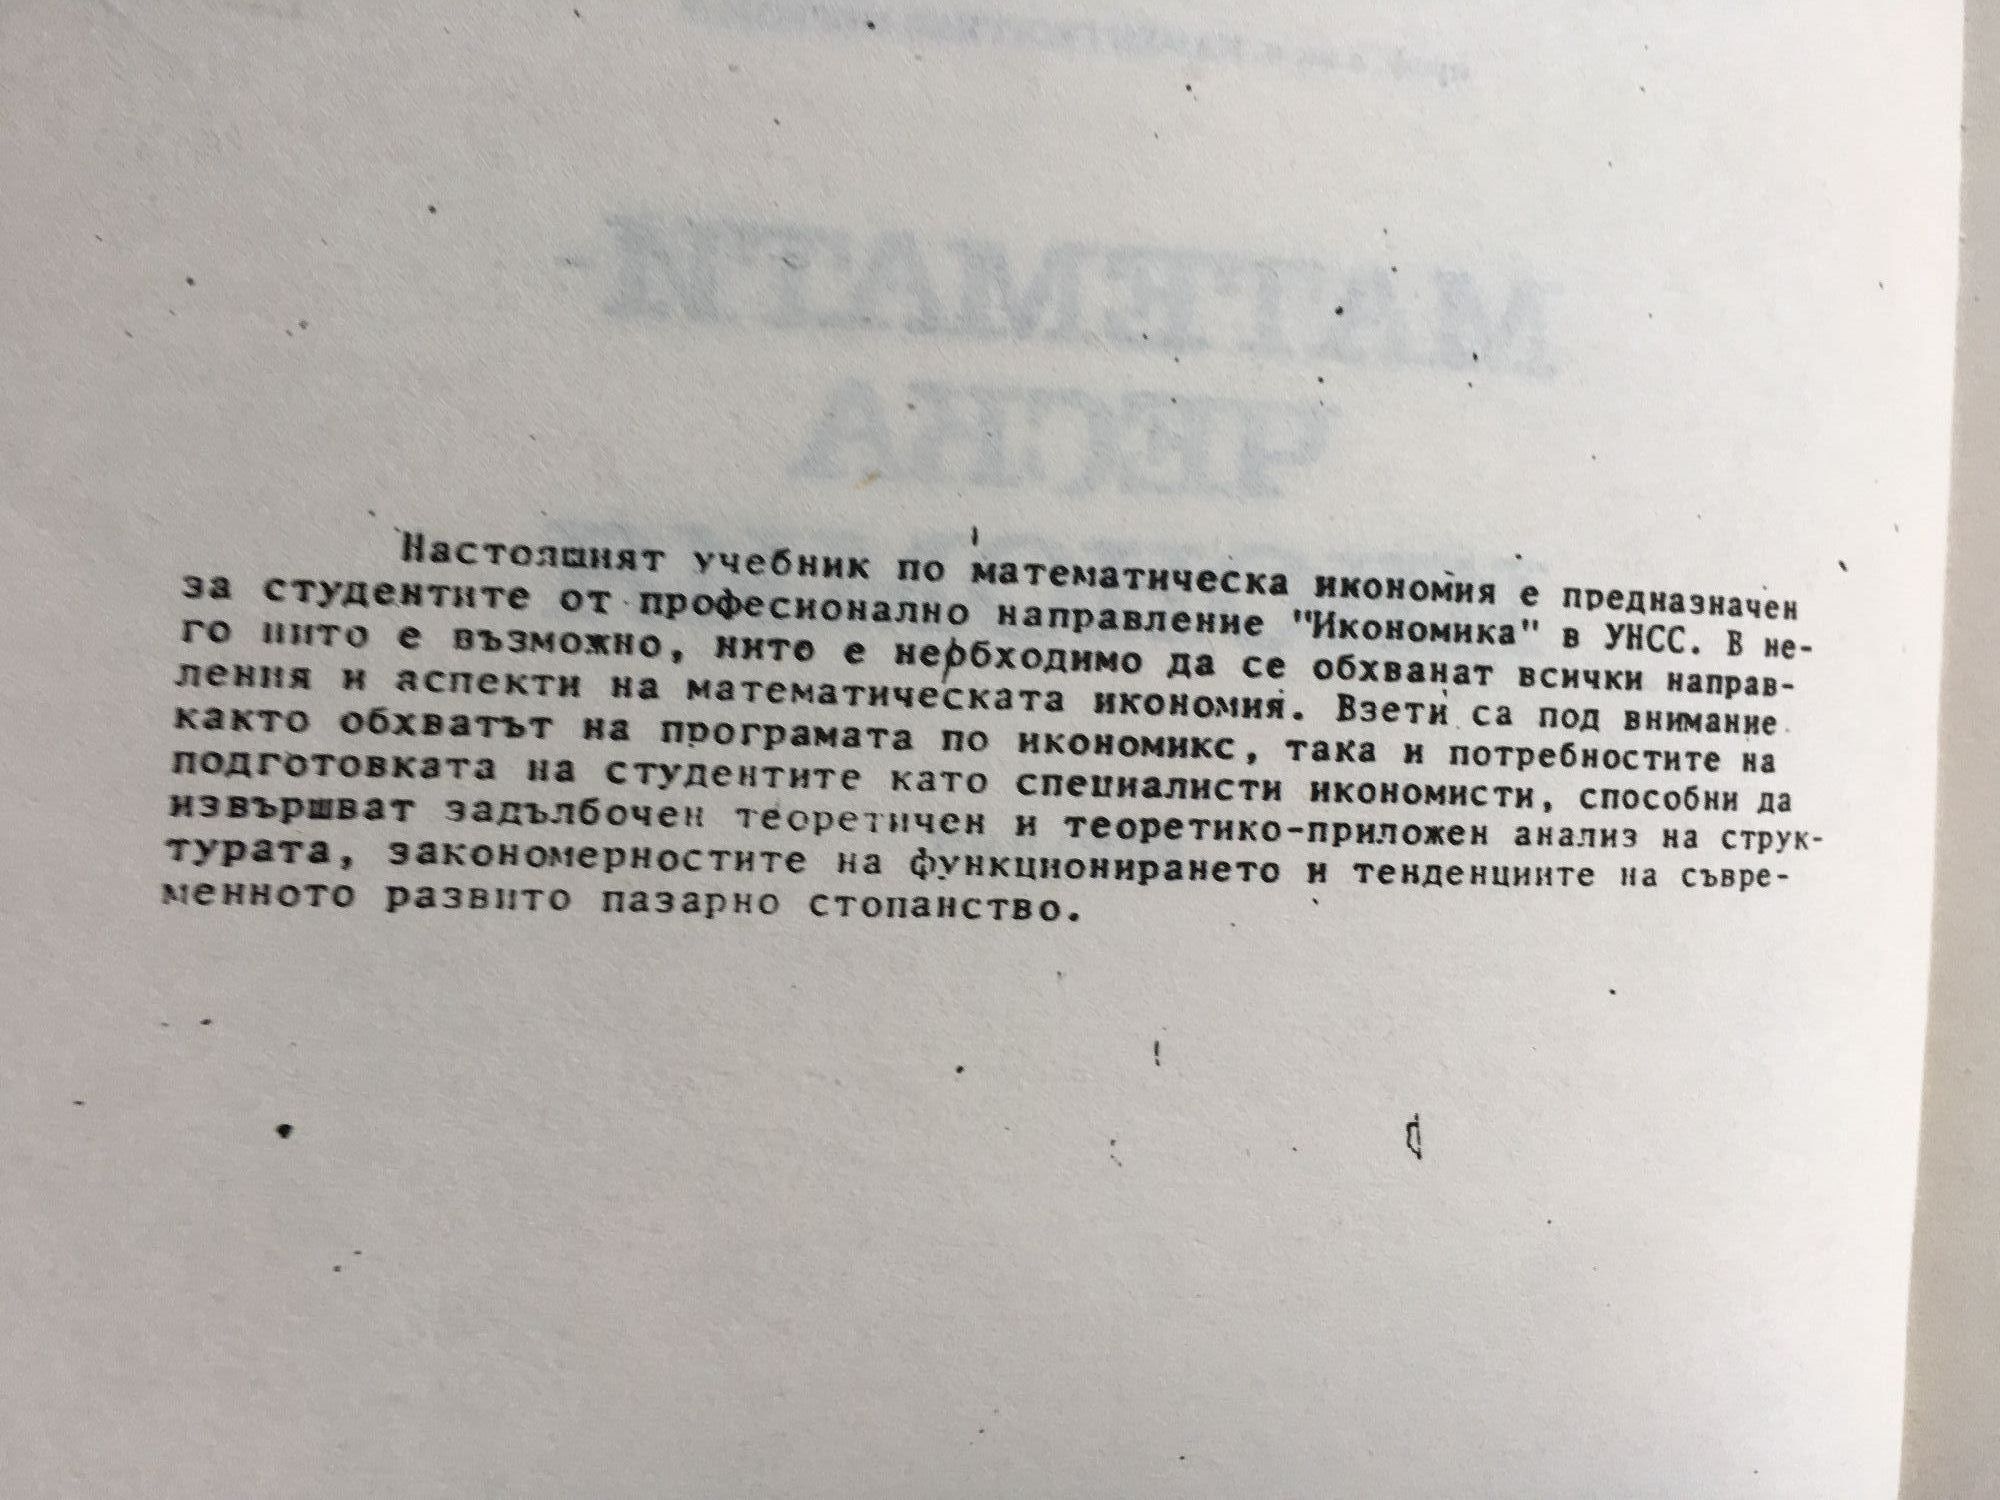 МАТЕМАТИ-
ЧЕСКА
Настоящият учебник по математическа икономия е предназначен
за студентите от професионално направление "Икономика" в УНСС. В не-
го нито е възможно, нито е необходимо да се обхванат всички направ-
ления и аспекти на математическата икономия. Взети са под внимание
както обхватът на програмата по икономикс, така и потребностите на
подготовката на студентите като специалисти икономисти, способни да
извършват задълбочен теоретичен и теоретико-приложен анализ на струк-
турата, закономерностите на функционирането и тенденциите на съвре-
менното развито пазарно стопанство.